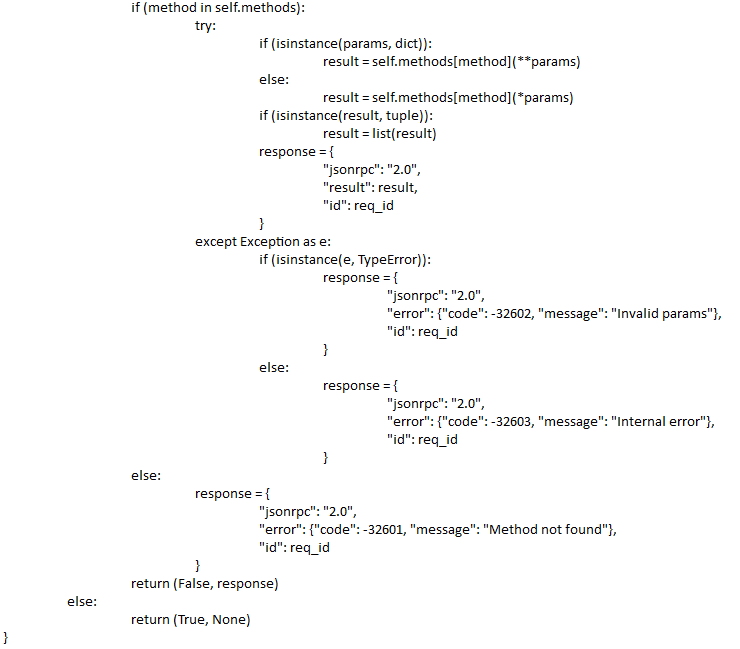 if (method in self.methods):
try:
if (isinstance(params, dict)):
result = self.methods[method](**params)
else:
result = self.methods[method](*params)
if (isinstance(result, tuple)):
result = list(result)
response = {
"jsonrpc": "2.0",
"result": result,
"id": req_id
}
except Exception as e:
if (isinstance(e, TypeError)):
response = {
"jsonrpc": "2.0",
"error": {"code": -32602, "message": "Invalid params"},
"id": req_id
}
else:
response = {
"jsonrpc": "2.0",
"error": {"code": -32603, "message": "Internal error"},
"id": req_id
}
else:
response = {
"jsonrpc": "2.0",
"error": {"code": -32601, "message": "Method not found"},
"id": req_id
}
return (False, response)
else:
return (True, None)
}